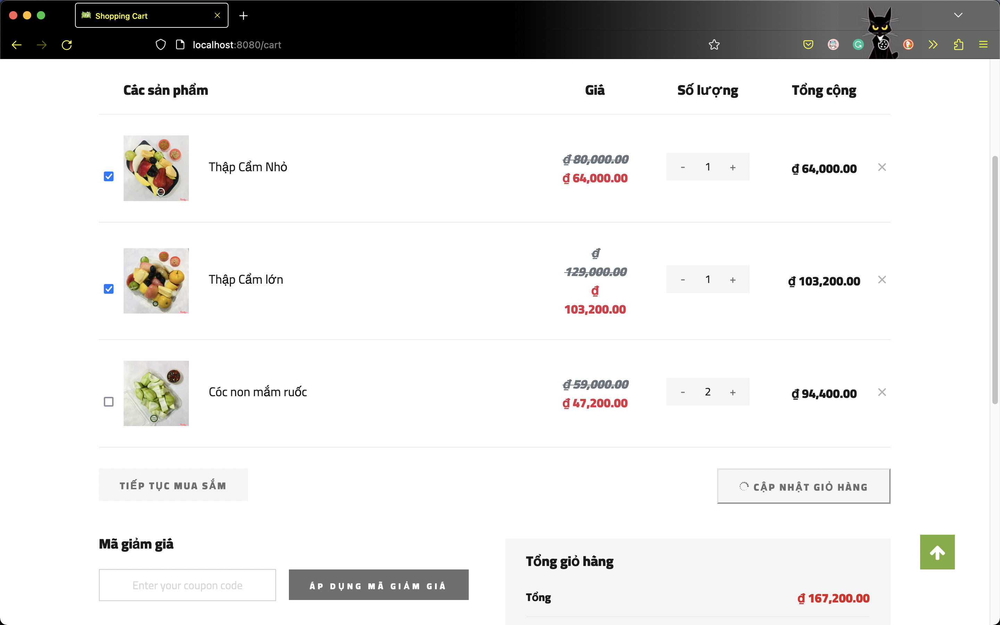 Shopping Cart
localhost:8080/cart
Các sản phẩm Giá Số lượng Tổng cộng
Thập Cẩm Nhỏ
₫ 80,000.00
₫ 64,000.00
- 1 +
₫ 64,000.00
Thập Cẩm lớn
₫
129,000.00
₫
103,200.00
- 1 +
₫ 103,200.00
Cóc non mắm ruốc
₫ 59,000.00
₫ 47,200.00
- 2 +
₫ 94,400.00
TIẾP TỤC MUA SẮM
CẬP NHẬT GIỎ HÀNG
Mã giảm giá
Enter your coupon code
ÁP DỤNG MÃ GIẢM GIÁ
Tổng giỏ hàng
Tổng ₫ 167,200.00